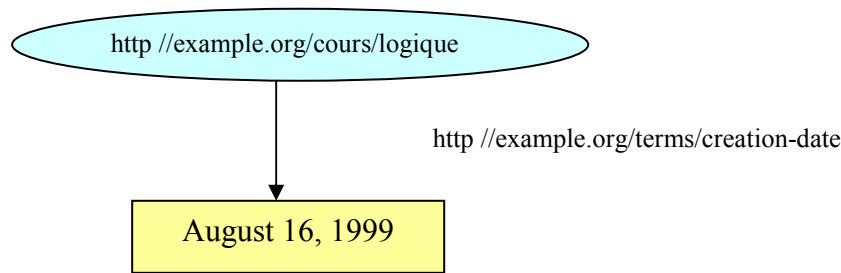 http //example.org/cours/logique
http //example.org/terms/creation-date
August 16, 1999